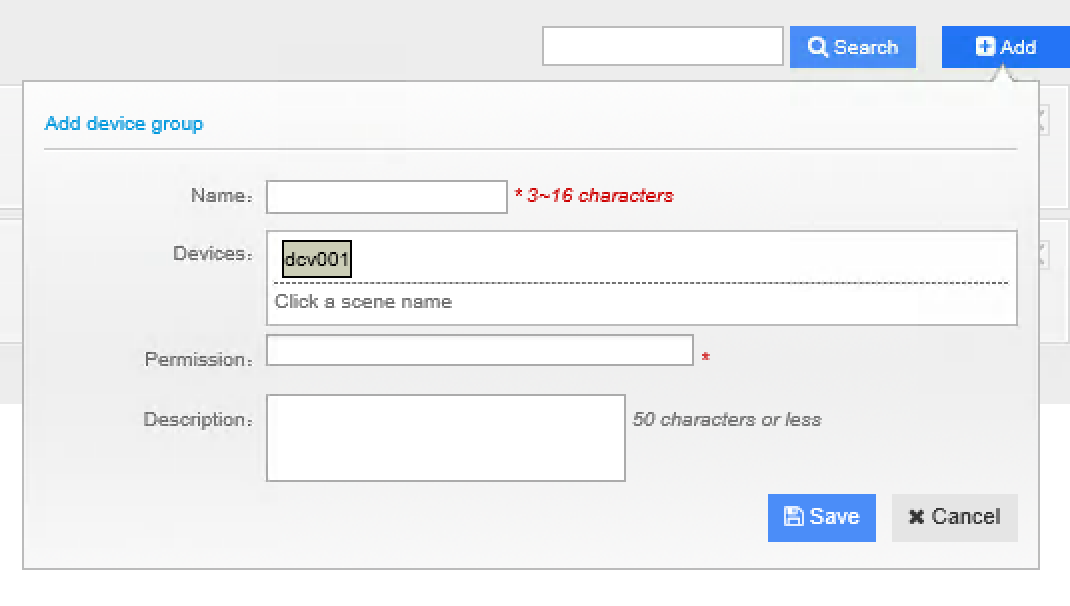 Search
Add
Add device group
Name:
* 3~16 characters
Devices:
dcv001
Click a scene name
Permission:
*
Description:
50 characters or less
Save
Cancel